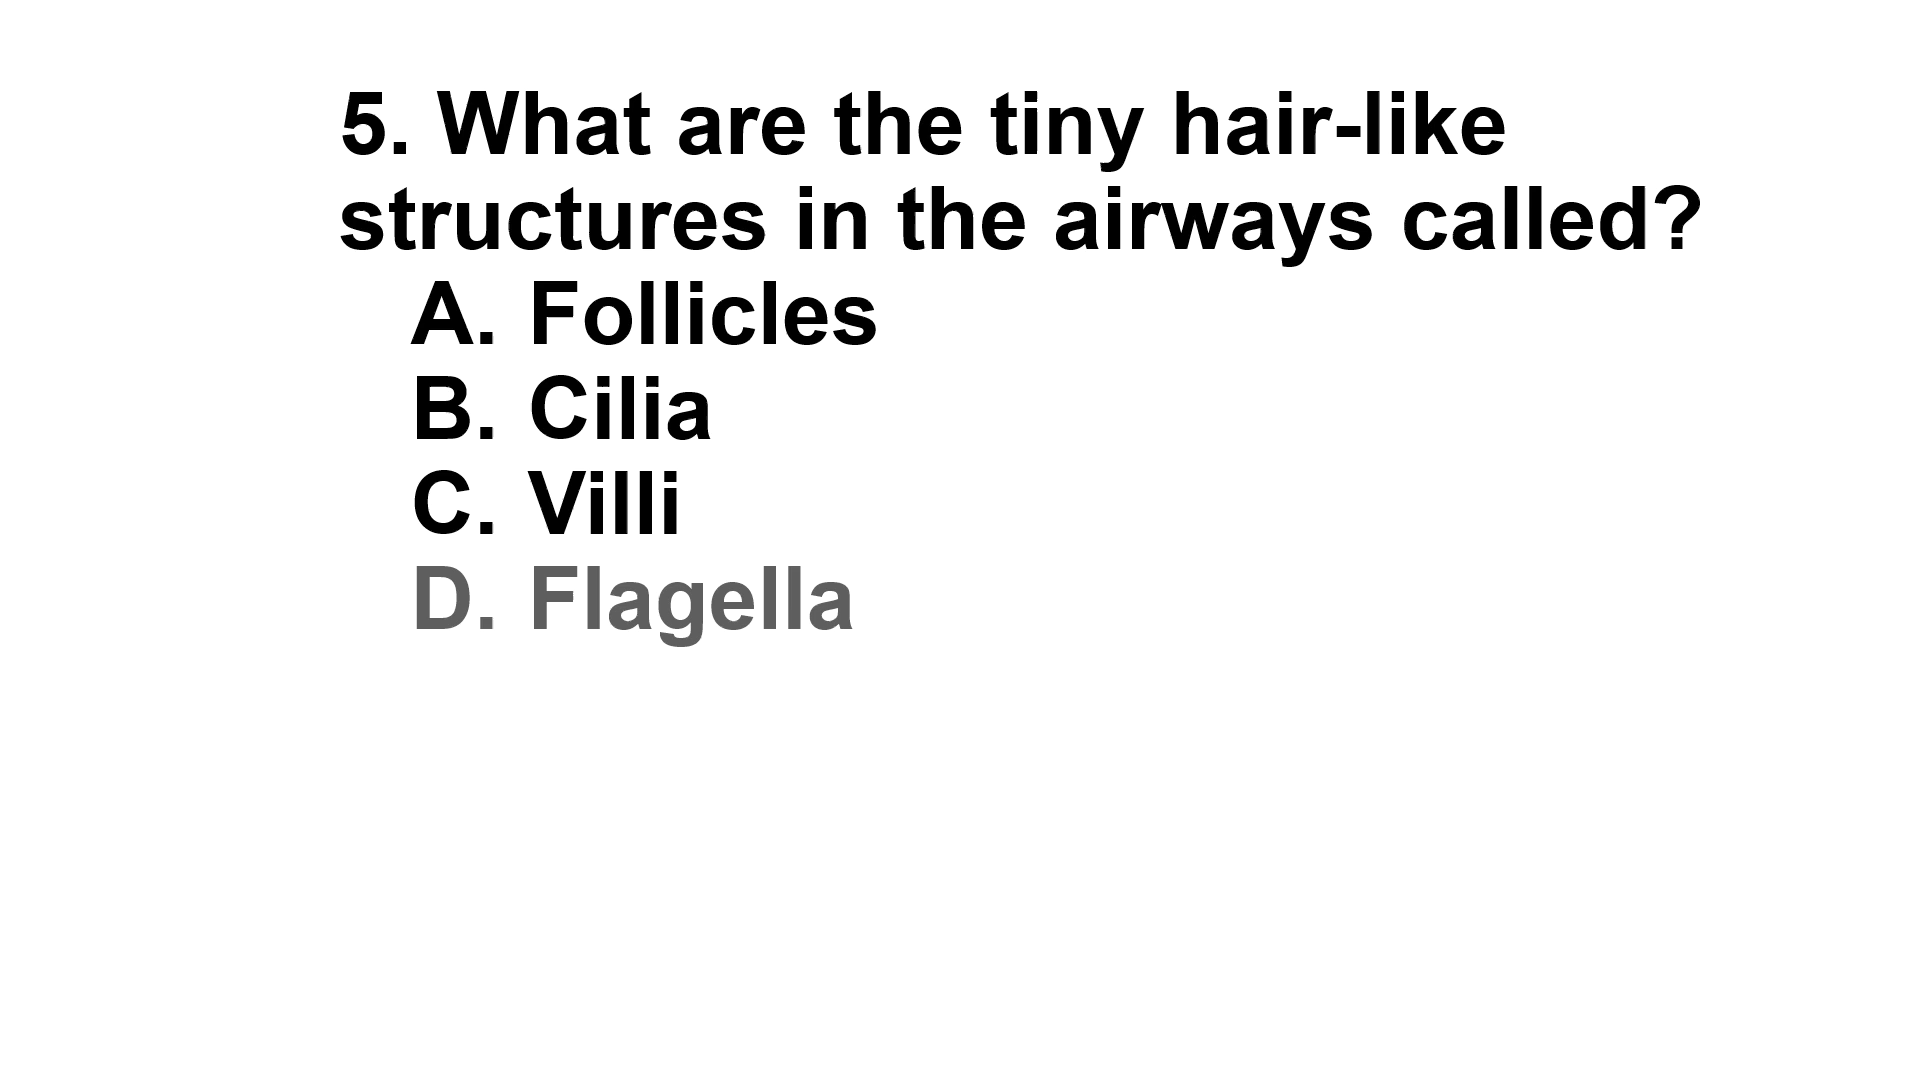 5. What are the tiny hair-like
structures in the airways called?
A. Follicles
B. Cilia
C. Villi
D. Flagella